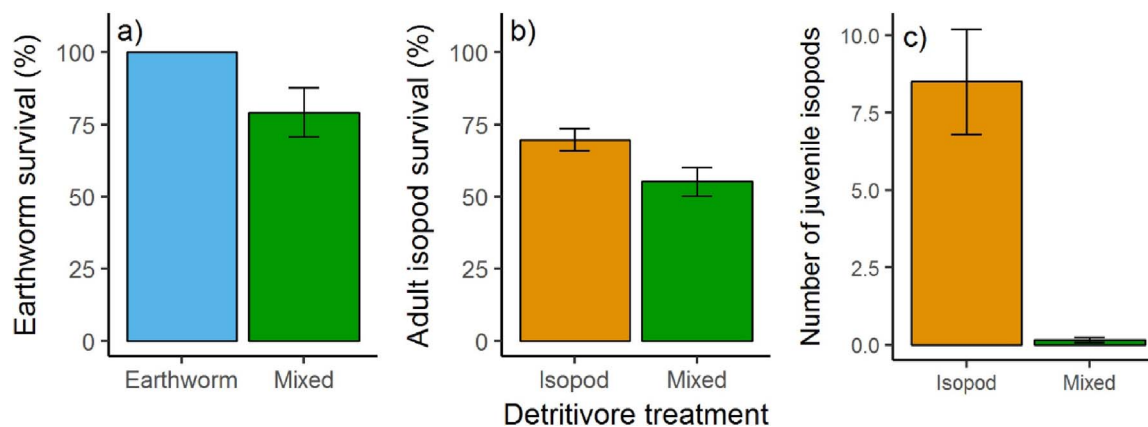 a)
Earthworm survival (%)
100
75
50
25
0
Earthworm Mixed
b)
Adult isopod survival (%)
100
75
50
25
0
Isopod Mixed
c)
Number of juvenile isopods
10.0
7.5
5.0
2.5
0.0
Isopod Mixed
Detritivore treatment